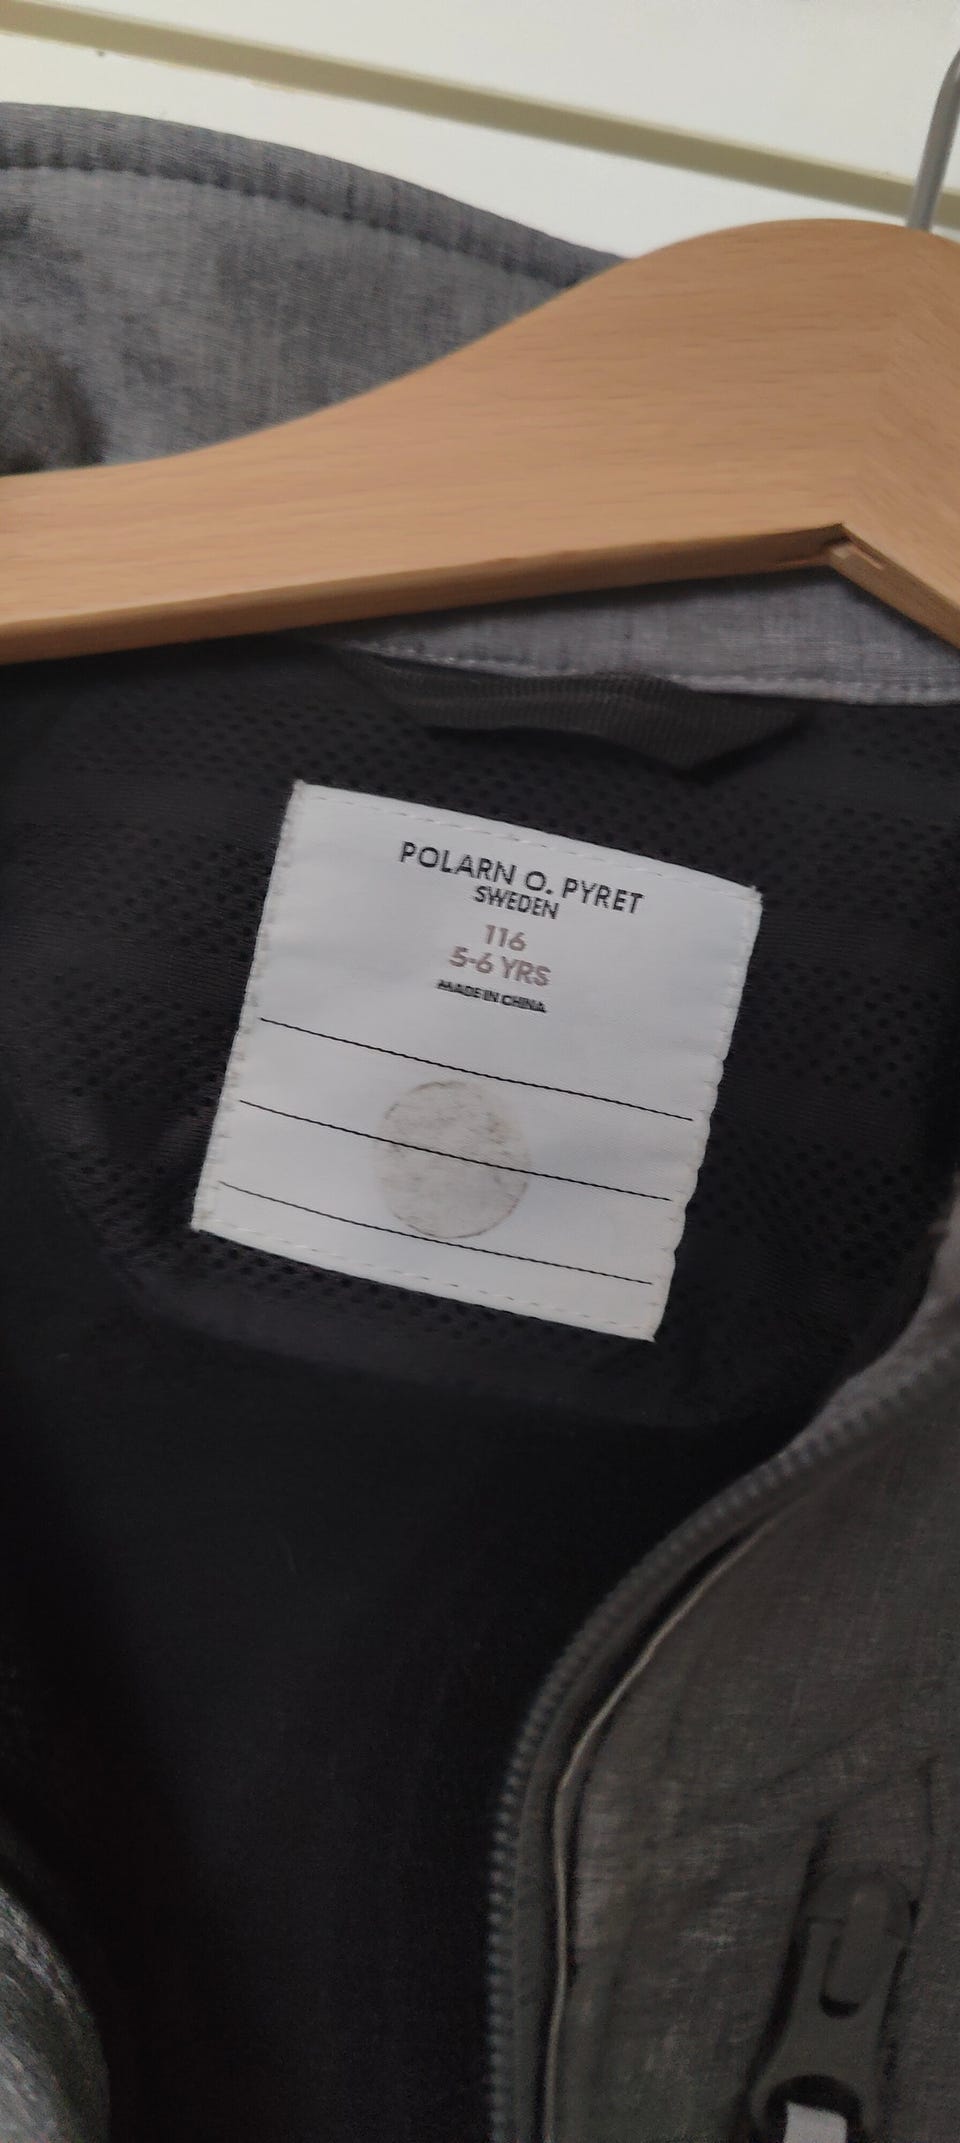 POLARN O. PYRET
SWEDEN
116
5-6 YRS
MADE IN CHINA